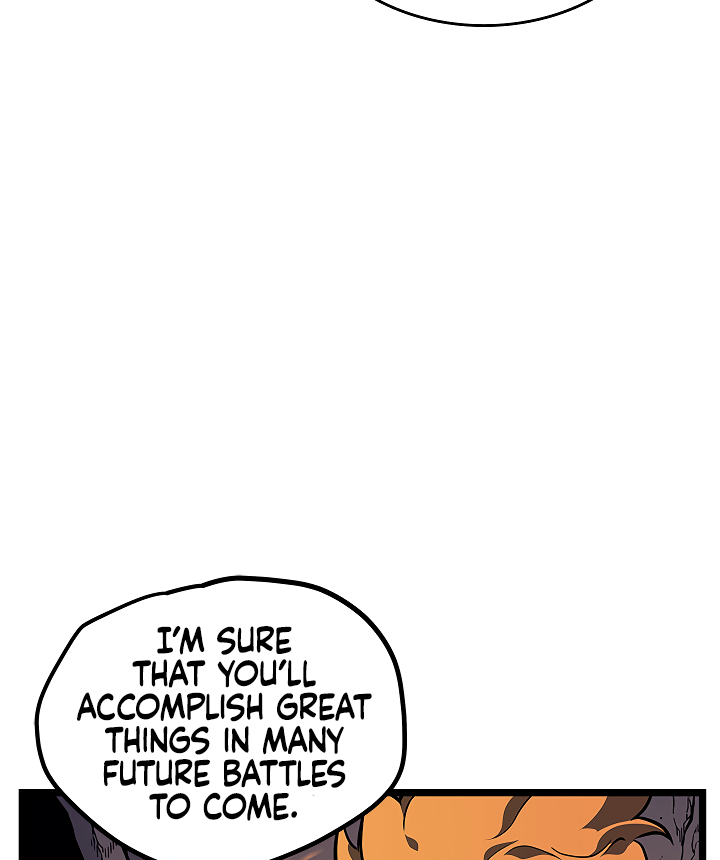 I'M SURE
THAT YOU'LL
ACCOMPLISH GREAT
THINGS IN MANY
FUTURE BATTLES
TO COME.